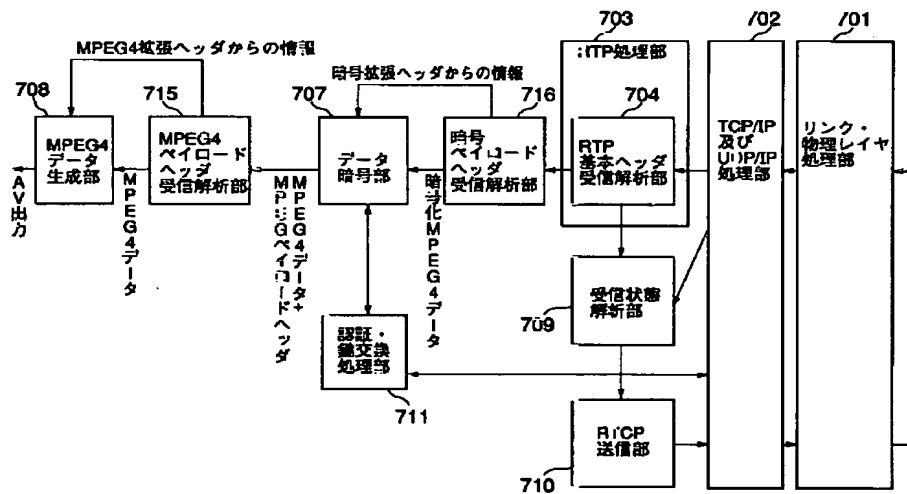 MPEG4拡張ヘッダからの情報
708
MPEG4
データ
生成部
715
MPEG4
ペイロード
ヘッダ
受信解析部
AV出力
MPEG4データ
暗号拡張ヘッダからの情報
707
データ
暗号部
716
暗号
ペイロード
ヘッダ
受信解析部
MPEG4データ+
MPEGペイロードヘッダ
暗号化MPEG4データ
認証・
鍵交換
処理部
711
703
RTP処理部
704
RTP
基本ヘッダ
受信解析部
709
受信状態
解析部
710
RTCP
送信部
702
TCP/IP
及び
UDP/IP
処理部
701
リンク・
物理レイヤ
処理部